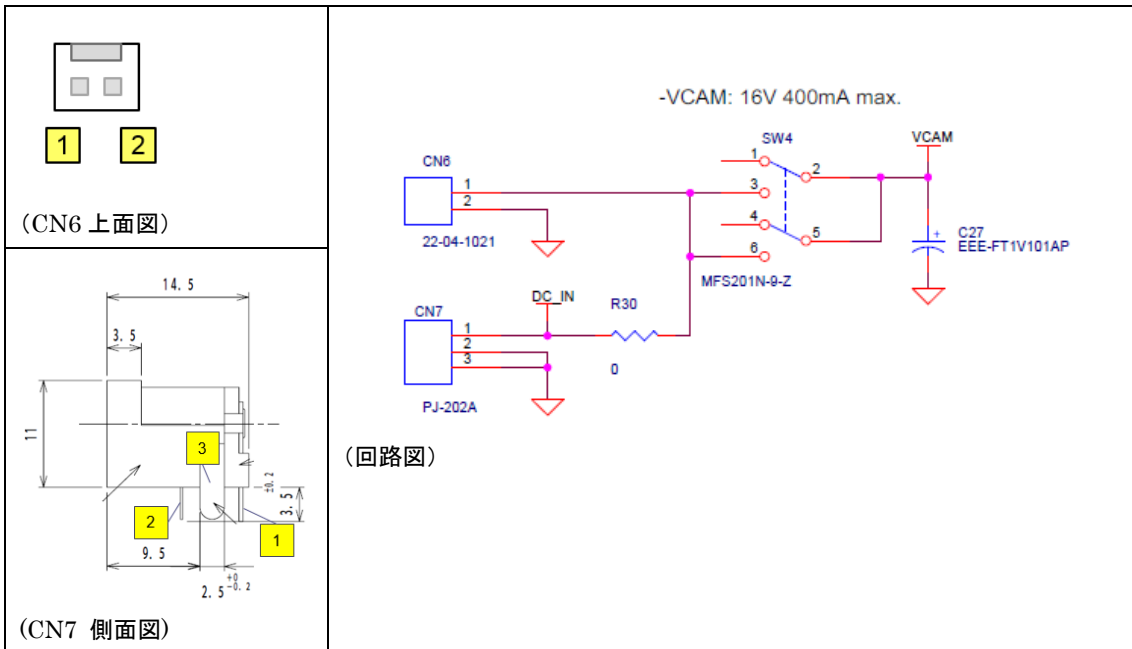 1 2
(CN6 上面図)
14.5
3.5
11
3
±0.2
3.5
2
1
9.5
2.5 +0 -0.2
(CN7 側面図)
-VCAM: 16V 400mA max.
SW4
VCAM
CN6
1
2
22-04-1021
1
2
3
4
5
6
MFS201N-9-Z
+
C27
EEE-FT1V101AP
DC_IN
R30
0
CN7
1
2
3
PJ-202A
(回路図)